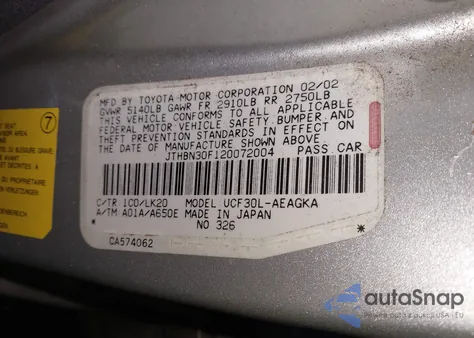 MFD BY TOYOTA MOTOR CORPORATION 02/02
GVWR 5140LB GAWR FR 2910LB RR 2750LB
THIS VEHICLE CONFORMS TO ALL APPLICABLE
FEDERAL MOTOR VEHICLE SAFETY, BUMPER AND
THEFT PREVENTION STANDARDS IN EFFECT ON
THE DATE OF MANUFACTURE SHOWN ABOVE
JTHBN30F120072004 PASS CAR
C/TR 1C0/LK20 MODEL UCF30L-AEAGKA
A/TM A01A/A650E MADE IN JAPAN
NO 326
CA574062
7
SEAT
autoSnap